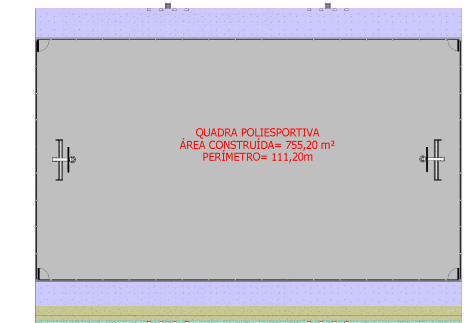 QUADRA POLIESPORTIVA
ÁREA CONSTRUÍDA= 755,20 m²
PERÍMETRO= 111,20m